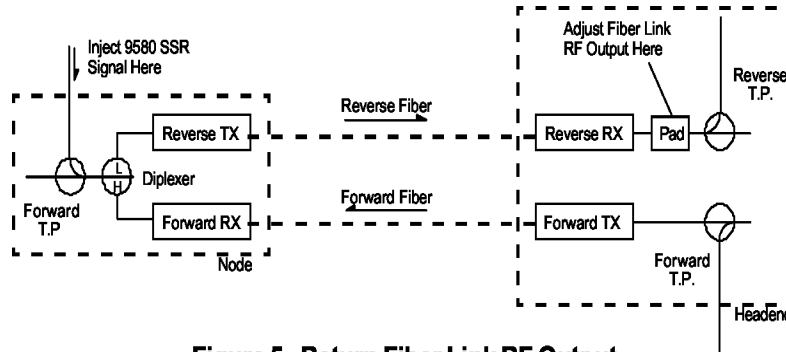 Inject 9580 SSR
Signal Here
Adjust Fiber Link
RF Output Here
Reverse
T.P.
Reverse Fiber
Reverse TX
Reverse RX
Pad
L
H
Diplexer
Forward
T.P
Forward Fiber
Forward RX
Forward TX
Node
Forward
T.P.
Headend
Figure 5 Return Fiber Link RF Output